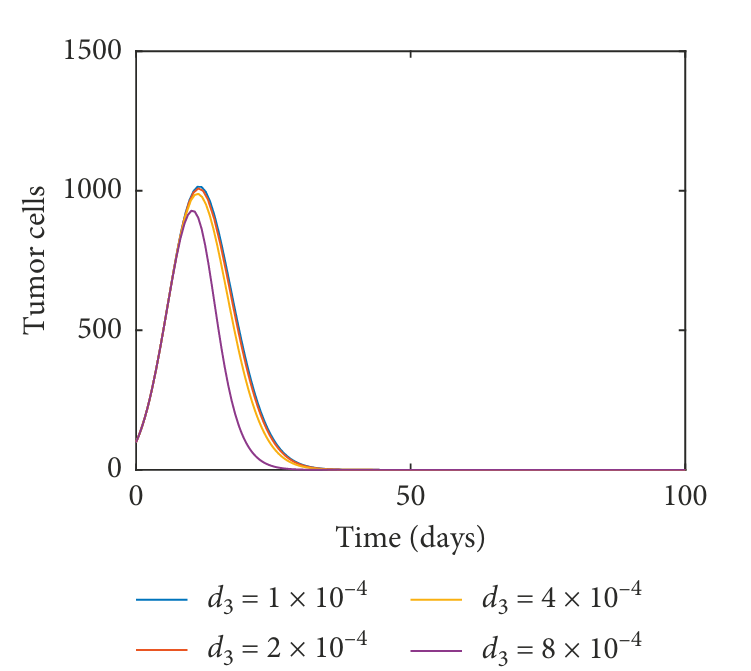 1500
1000
500
0
0 50 100
Tumor cells
Time (days)
d₃ = 1 × 10⁻⁴ d₃ = 4 × 10⁻⁴
d₃ = 2 × 10⁻⁴ d₃ = 8 × 10⁻⁴